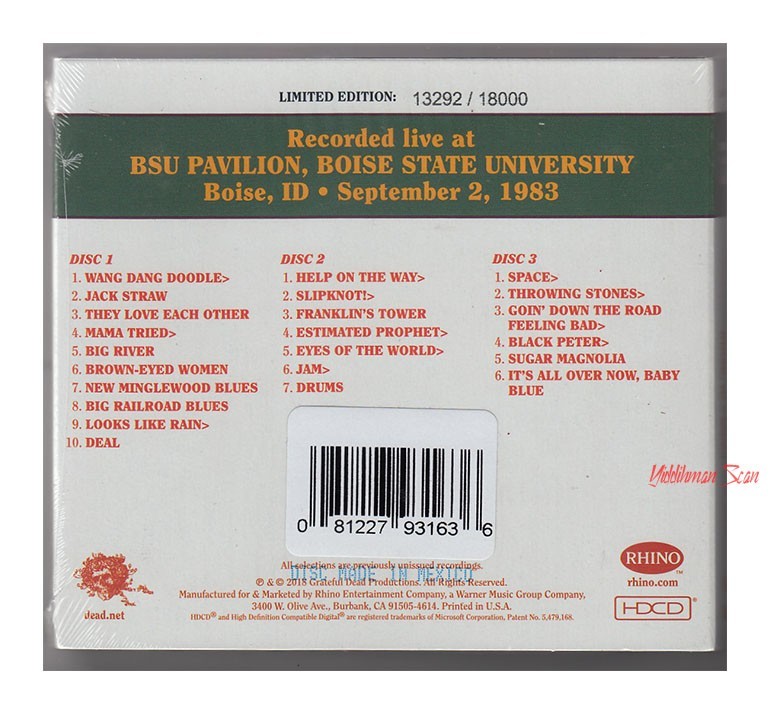 LIMITED EDITION: 13292 / 18000
Recorded live at
BSU PAVILION, BOISE STATE UNIVERSITY
Boise, ID • September 2, 1983
DISC 1
1. WANG DANG DOODLE>
2. JACK STRAW
3. THEY LOVE EACH OTHER
4. MAMA TRIED>
5. BIG RIVER
6. BROWN-EYED WOMEN
7. NEW MINGLEWOOD BLUES
8. BIG RAILROAD BLUES
9. LOOKS LIKE RAIN>
10. DEAL
DISC 2
1. HELP ON THE WAY>
2. SLIPKNOT!>
3. FRANKLIN'S TOWER
4. ESTIMATED PROPHET>
5. EYES OF THE WORLD>
6. JAM>
7. DRUMS
DISC 3
1. SPACE>
2. THROWING STONES>
3. GOIN' DOWN THE ROAD
FEELING BAD>
4. BLACK PETER>
5. SUGAR MAGNOLIA
6. IT'S ALL OVER NOW, BABY
BLUE
Yiddihman Scan
0 81227 93163 6
All selections are previously unissued recordings.
DISC MADE IN MEXICO
℗ & © 2018 Grateful Dead Productions. All Rights Reserved.
Manufactured for & Marketed by Rhino Entertainment Company, a Warner Music Group Company,
3400 W. Olive Ave., Burbank, CA 91505-4614. Printed in U.S.A.
HDCD® and High Definition Compatible Digital® are registered trademarks of Microsoft Corporation, Patent No. 5,479,168.
dead.net
RHINO™
rhino.com
HDCD®